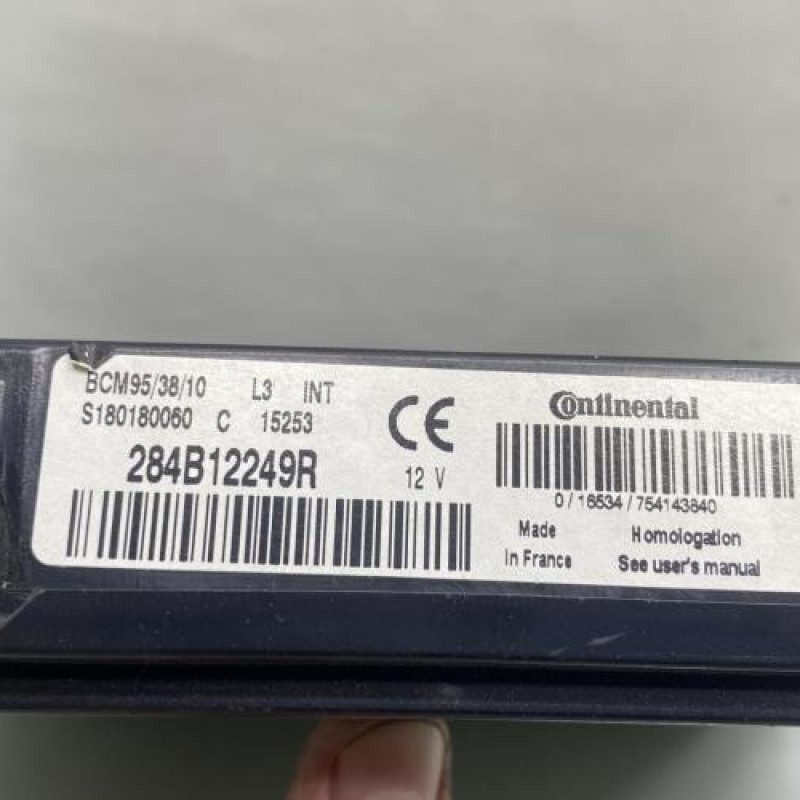 BCM95/38/10 L3 INT
S180180060 C 15253
284B12249R
CE
12 V
Continental
0/16534/754143840
Made
in France
Homologation
See user's manual